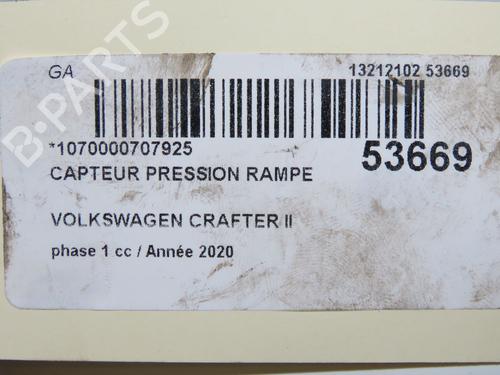 GA 13212102 53669
*1070000707925 53669
CAPTEUR PRESSION RAMPE
VOLKSWAGEN CRAFTER II
phase 1 cc / Année 2020
B-PARTS